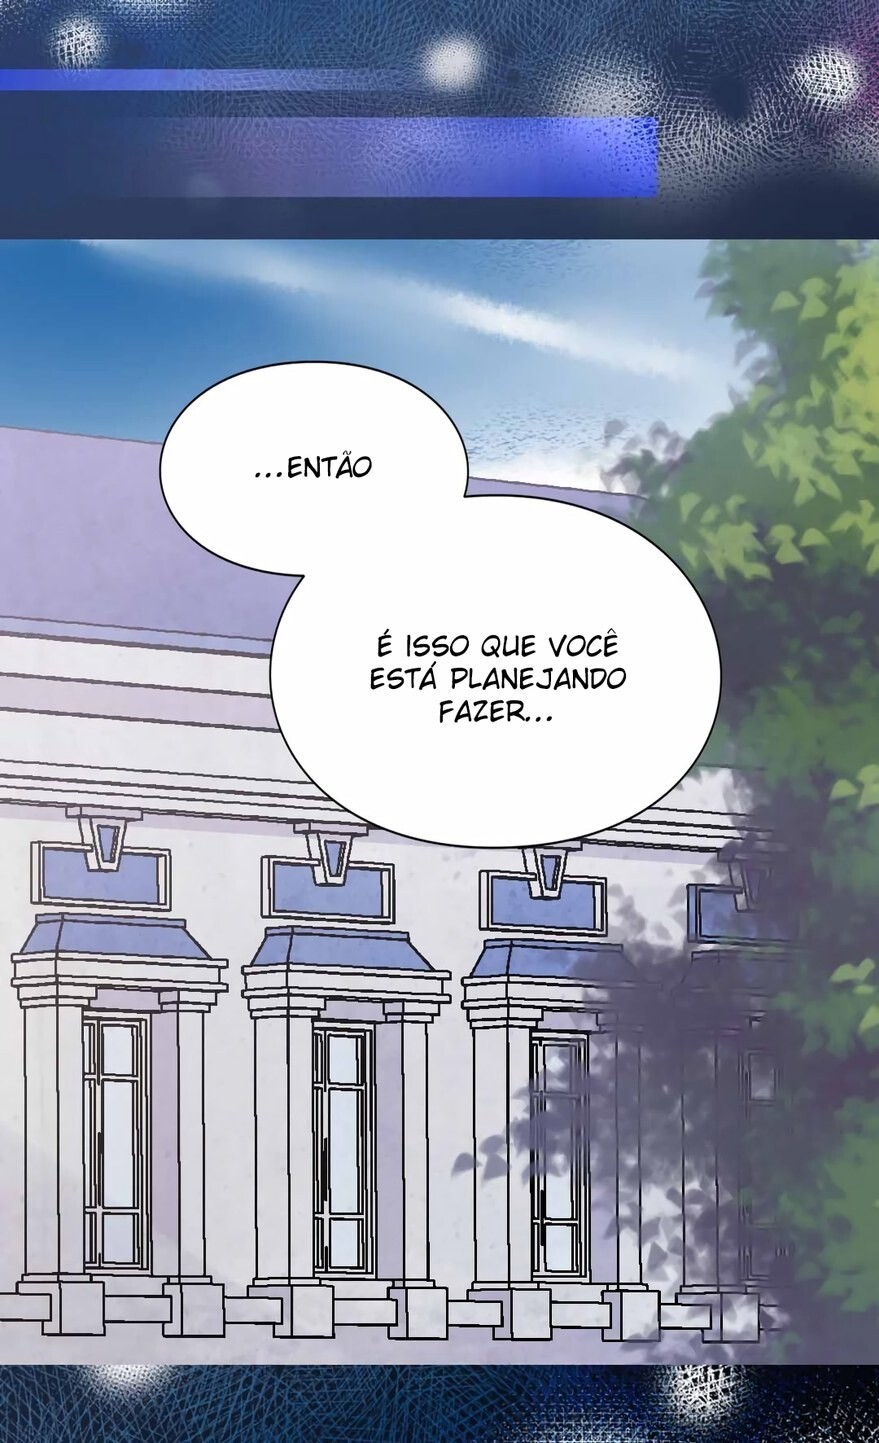 ...ENTÃO
É ISSO QUE VOCÊ
ESTÁ PLANEJANDO
FAZER...